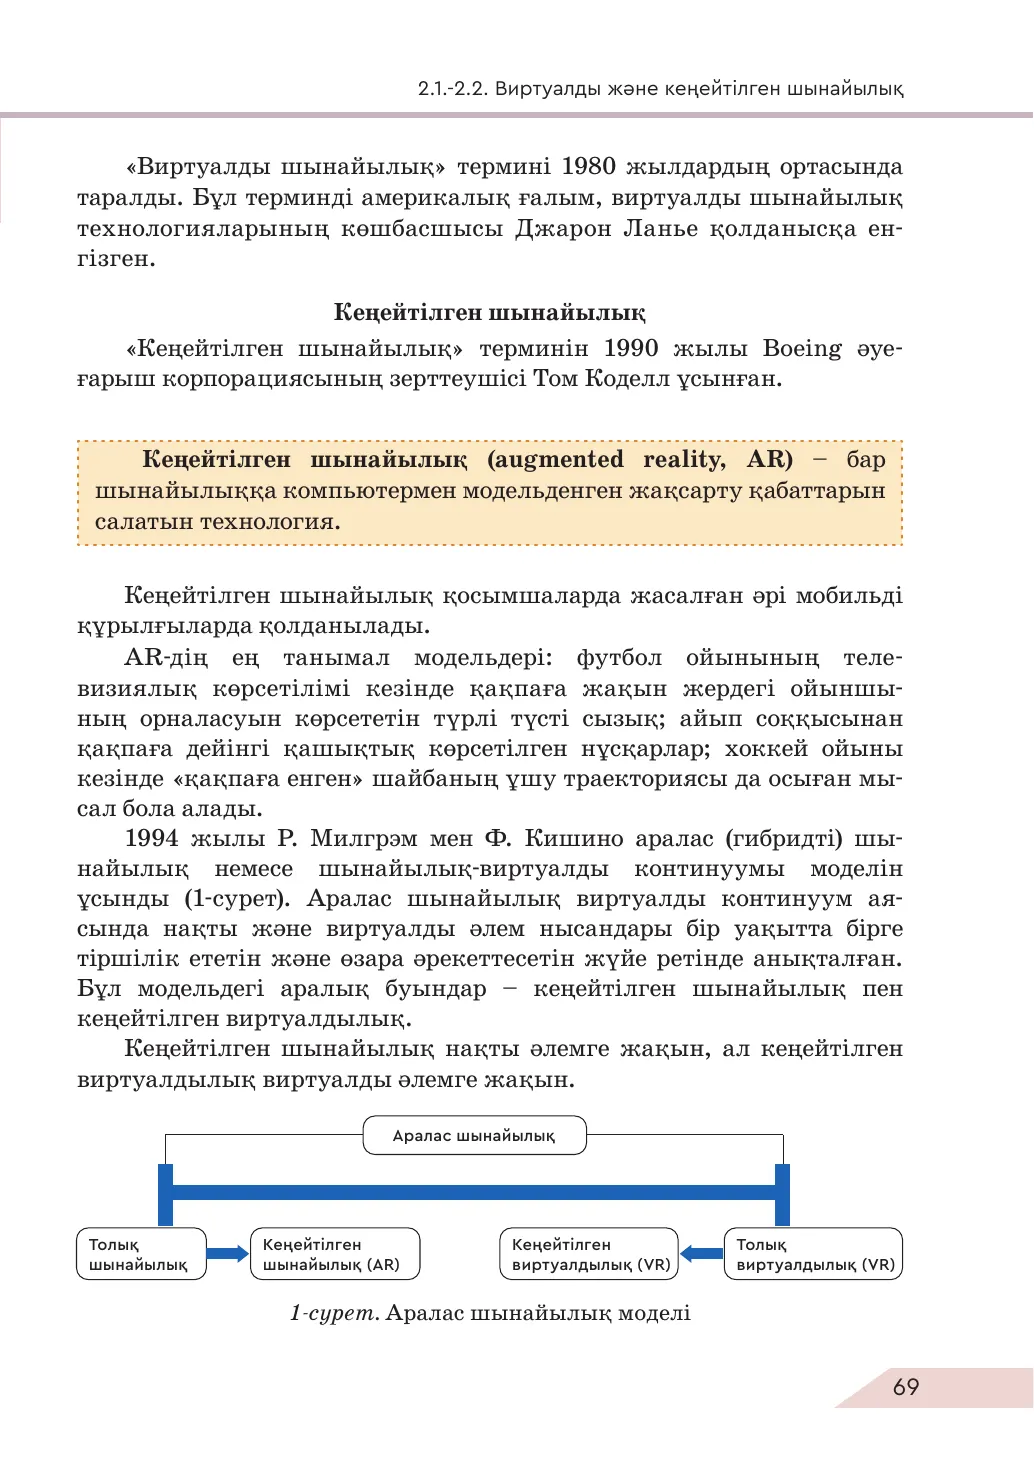 2.1.-2.2. Виртуалды және кеңейтілген шынайылық
«Виртуалды шынайылық» термині 1980 жылдардың ортасында
таралды. Бұл терминді америкалық ғалым, виртуалды шынайылық
технологияларының көшбасшысы Джарон Ланье қолданысқа ен-
гізген.
Кеңейтілген шынайылық
«Кеңейтілген шынайылық» терминін 1990 жылы Boeing әуе-
ғарыш корпорациясының зерттеушісі Том Коделл ұсынған.
Кеңейтілген шынайылық (augmented reality, AR) – бар
шынайылыққа компьютермен модельденген жақсарту қабаттарын
салатын технология.
Кеңейтілген шынайылық қосымшаларда жасалған әрі мобильді
құрылғыларда қолданылады.
AR-дің ең танымал модельдері: футбол ойынының теле-
визиялық көрсетілімі кезінде қақпаға жақын жердегі ойыншы-
ның орналасуын көрсететін түрлі түсті сызық; айып соққысынан
қақпаға дейінгі қашықтық көрсетілген нұсқарлар; хоккей ойыны
кезінде «қақпаға енген» шайбаның ұшу траекториясы да осыған мы-
сал бола алады.
1994 жылы Р. Милгрэм мен Ф. Кишино аралас (гибридті) шы-
найылық немесе шынайылық-виртуалды континуумы моделін
ұсынды (1-сурет). Аралас шынайылық виртуалды континуум ая-
сында нақты және виртуалды әлем нысандары бір уақытта бірге
тіршілік ететін және өзара әрекеттесетін жүйе ретінде анықталған.
Бұл модельдегі аралық буындар – кеңейтілген шынайылық пен
кеңейтілген виртуалдылық.
Кеңейтілген шынайылық нақты әлемге жақын, ал кеңейтілген
виртуалдылық виртуалды әлемге жақын.
Аралас шынайылық
Толық
шынайылық
Кеңейтілген
шынайылық (AR)
Кеңейтілген
виртуалдылық (VR)
Толық
виртуалдылық (VR)
1-сурет. Аралас шынайылық моделі
69